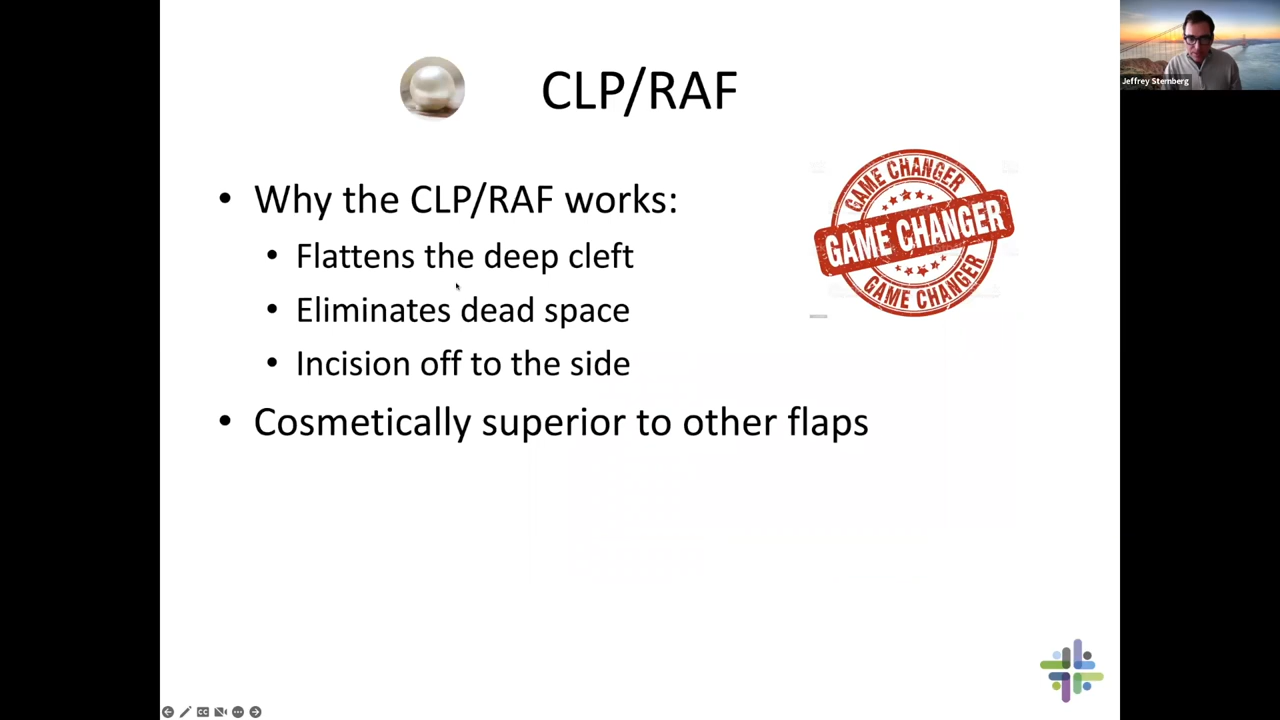 CLP/RAF
Jeffrey Sternberg
• Why the CLP/RAF works:
• Flattens the deep cleft
• Eliminates dead space
• Incision off to the side
• Cosmetically superior to other flaps
GAME CHANGER
GAME CHANGER
GAME CHANGER
CC